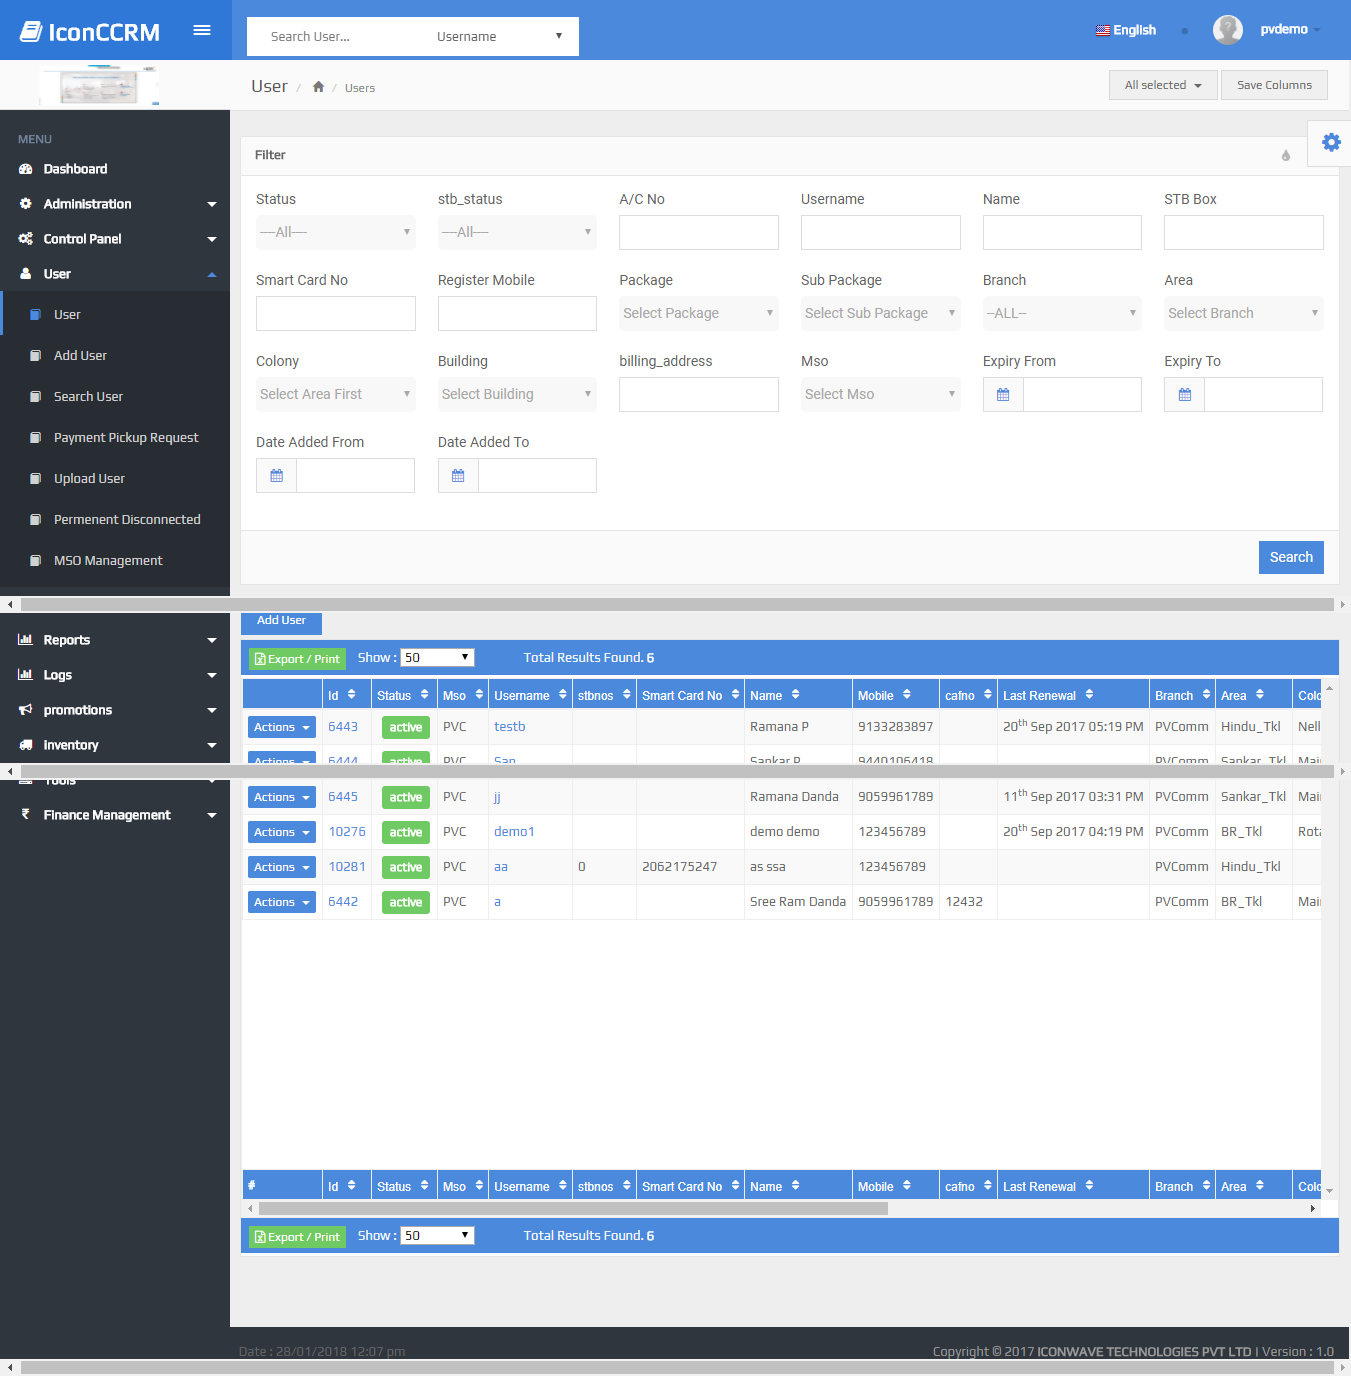 IconCCRM
Search User...
Username
English
pvdemo
User / / Users
All selected
Save Columns
MENU
Dashboard
Administration
Control Panel
User
User
Add User
Search User
Payment Pickup Request
Upload User
Permenent Disconnected
MSO Management
Filter
Status stb_status A/C No Username Name STB Box
---All--- ---All---
Smart Card No Register Mobile Package Sub Package Branch Area
Select Package Select Sub Package --ALL-- Select Branch
Colony Building billing_address Mso Expiry From Expiry To
Select Area First Select Building Select Mso
Date Added From Date Added To
Search
Reports
Logs
promotions
Inventory
Tools
Finance Management
Add User
Export / Print Show : 50 Total Results Found. 6
Id Status Mso Username stbnos Smart Card No Name Mobile cafno Last Renewal Branch Area Colo
Actions 6443 active PVC testb Ramana P 9133283897 20th Sep 2017 05:19 PM PVComm Hindu_Tkl Nell
Actions 6444 active PVC San Sankar P 9440106418 PVComm Sankar_Tkl Mai
Actions 6445 active PVC jj Ramana Danda 9059961789 11th Sep 2017 03:31 PM PVComm Sankar_Tkl Mai
Actions 10276 active PVC demo1 demo demo 123456789 20th Sep 2017 04:19 PM PVComm BR_Tkl Rota
Actions 10281 active PVC aa 0 2062175247 as ssa 123456789 PVComm Hindu_Tkl
Actions 6442 active PVC a Sree Ram Danda 9059961789 12432 PVComm BR_Tkl Mai
# Id Status Mso Username stbnos Smart Card No Name Mobile cafno Last Renewal Branch Area Colo
Export / Print Show : 50 Total Results Found. 6
Date : 28/01/2018 12:07 pm
Copyright © 2017 ICONWAVE TECHNOLOGIES PVT LTD | Version : 1.0